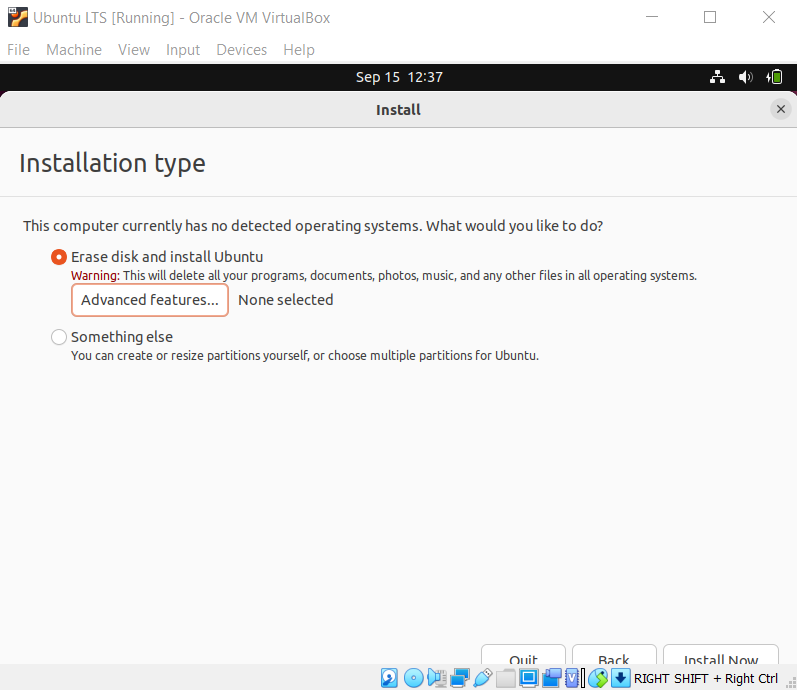 Ubuntu LTS [Running] - Oracle VM VirtualBox
File Machine View Input Devices Help
Sep 15 12:37
Install
Installation type
This computer currently has no detected operating systems. What would you like to do?
Erase disk and install Ubuntu
Warning: This will delete all your programs, documents, photos, music, and any other files in all operating systems.
Advanced features... None selected
Something else
You can create or resize partitions yourself, or choose multiple partitions for Ubuntu.
Quit Back Install Now
RIGHT SHIFT + Right Ctrl